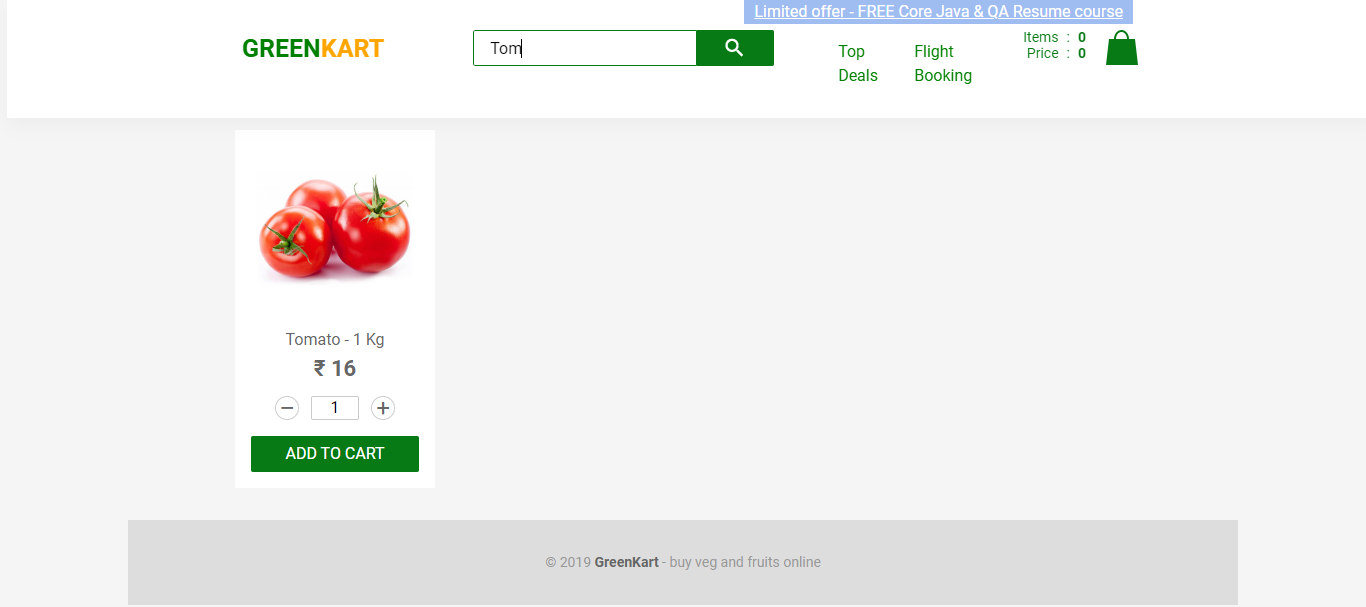 Limited offer - FREE Core Java & QA Resume course
GREENKART
Tom
Top
Deals
Flight
Booking
Items : 0
Price : 0
Tomato - 1 Kg
₹ 16
1
ADD TO CART
© 2019 GreenKart - buy veg and fruits online